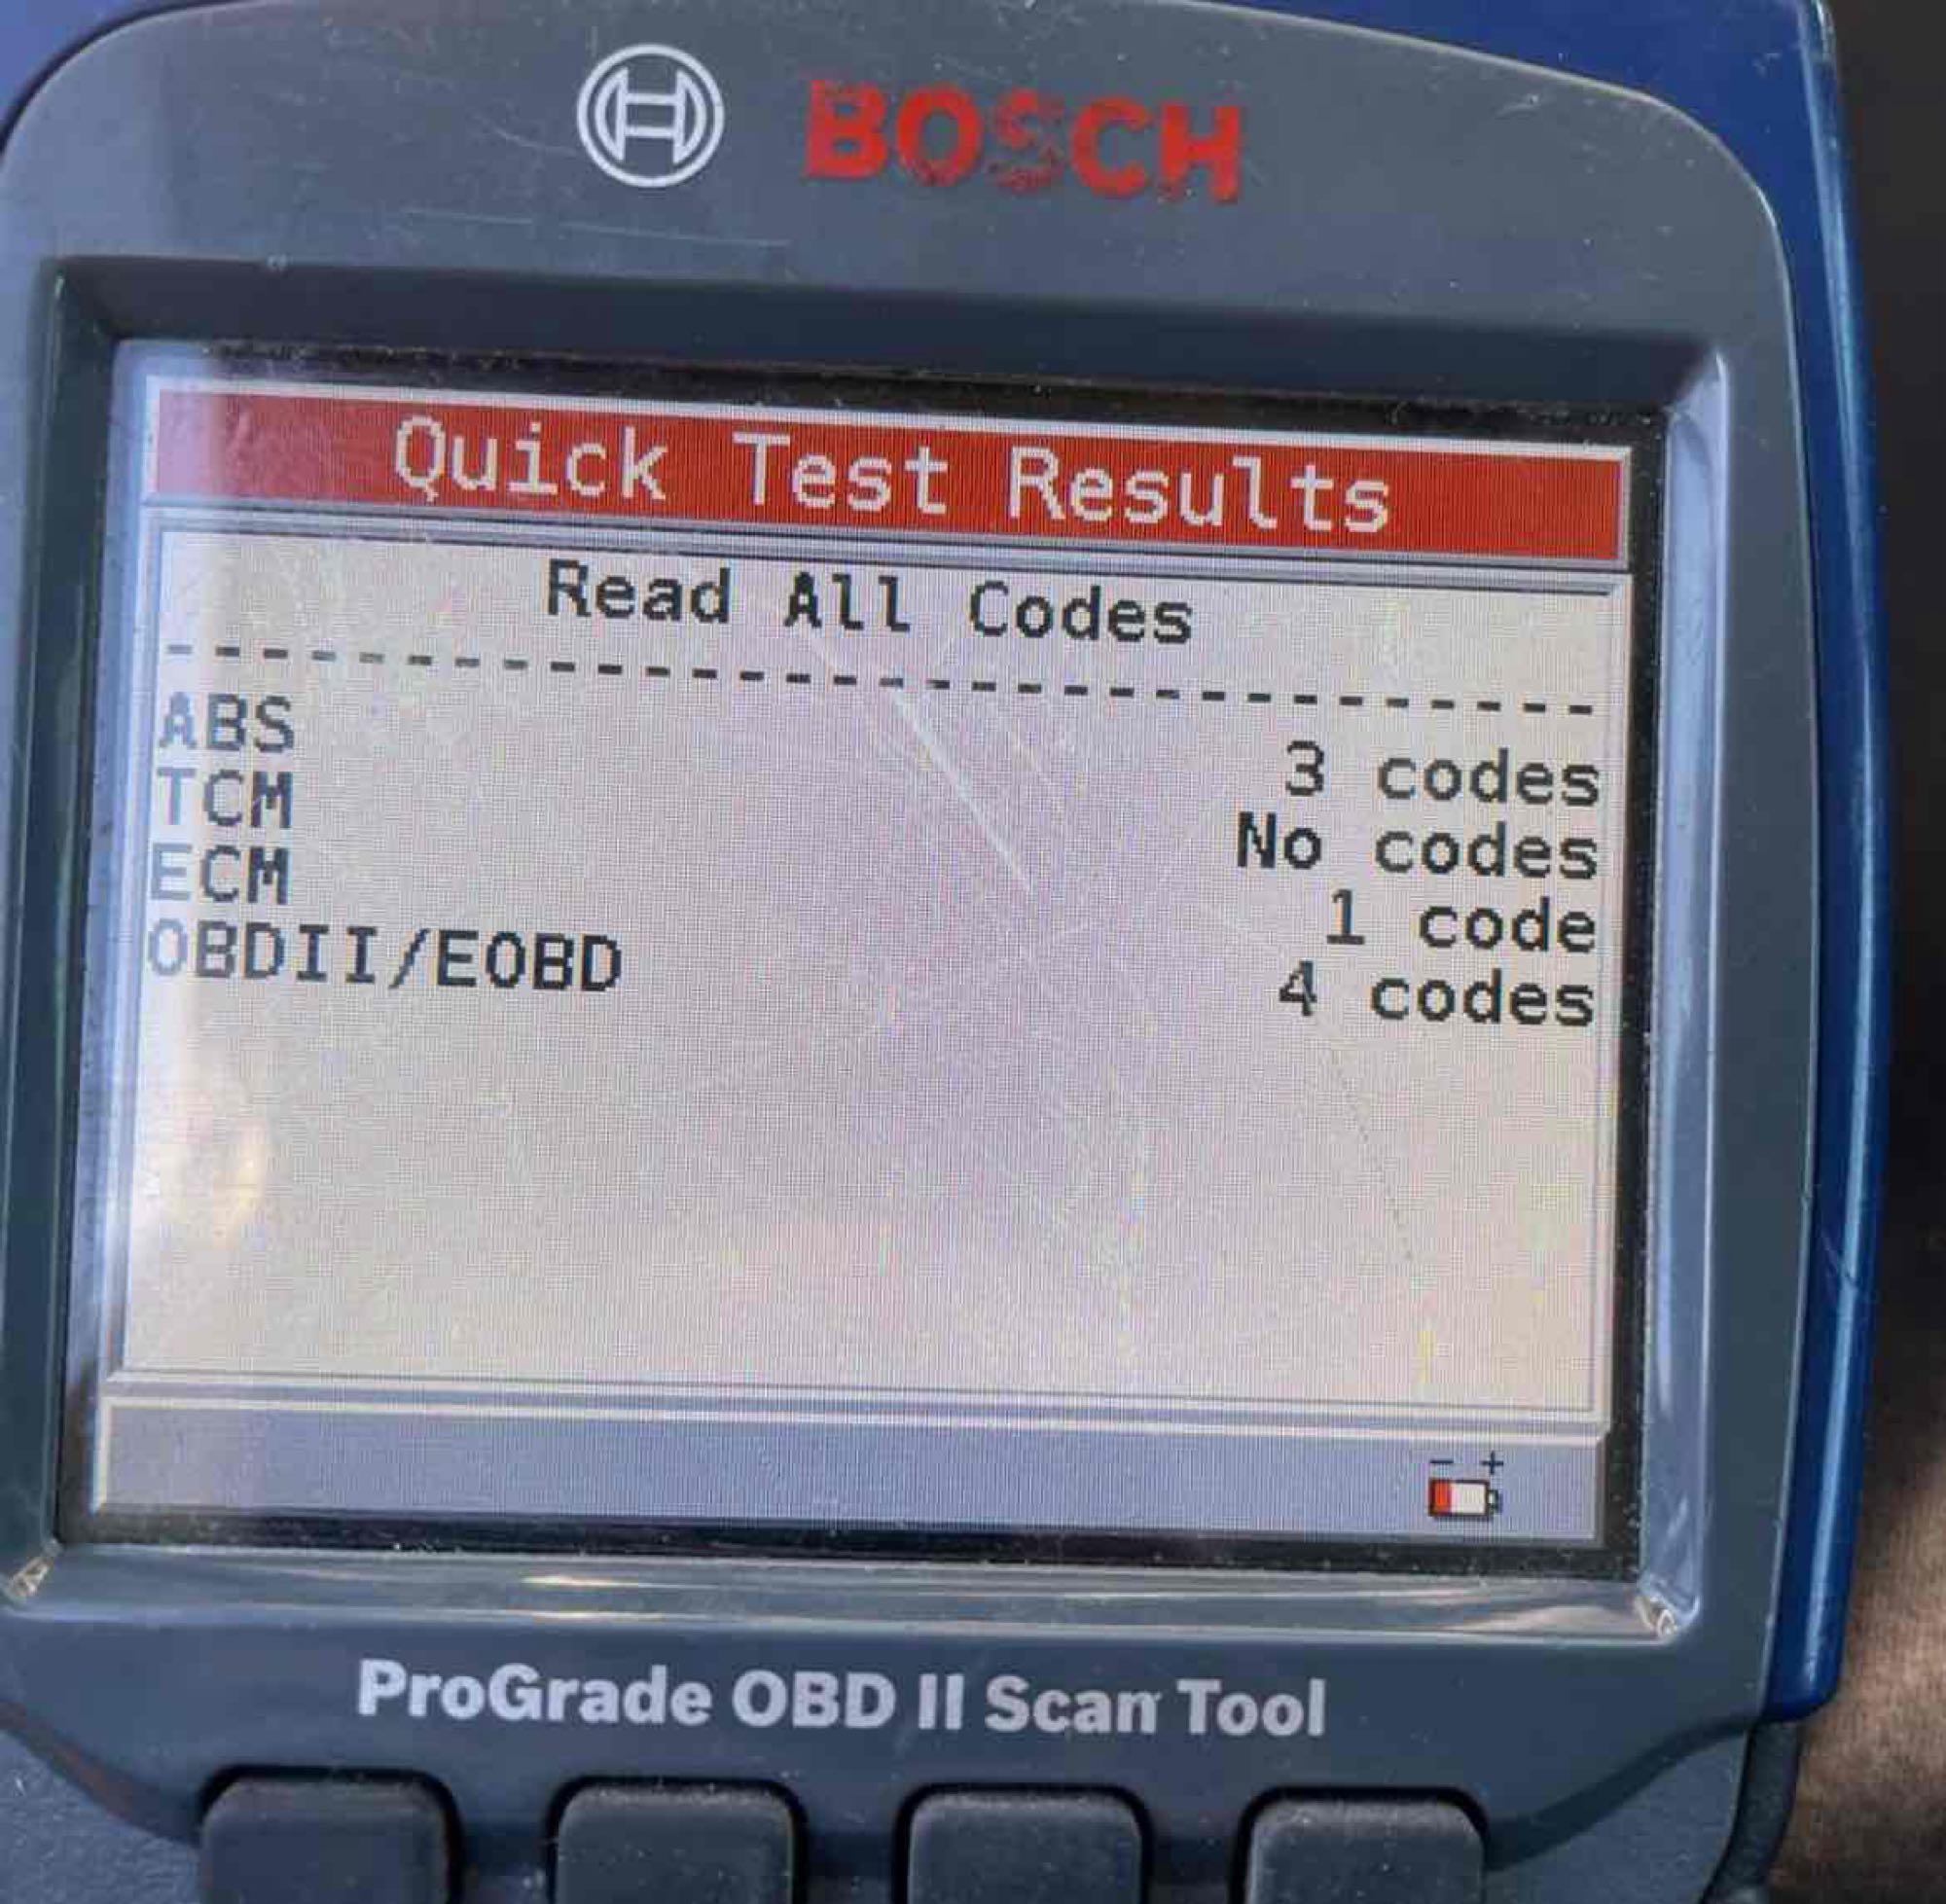 BOSCH
Quick Test Results
Read All Codes
--------------------------------
ABS 3 codes
TCM No codes
ECM 1 code
OBDII/EOBD 4 codes
- +
ProGrade OBD II Scan Tool